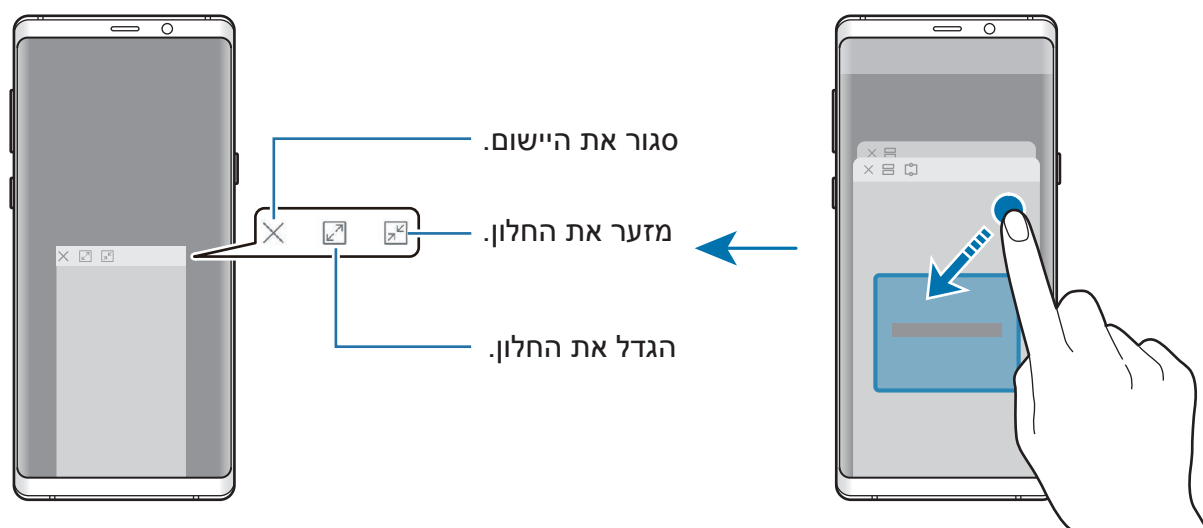 סגור את היישום.
מזער את החלון.
הגדל את החלון.